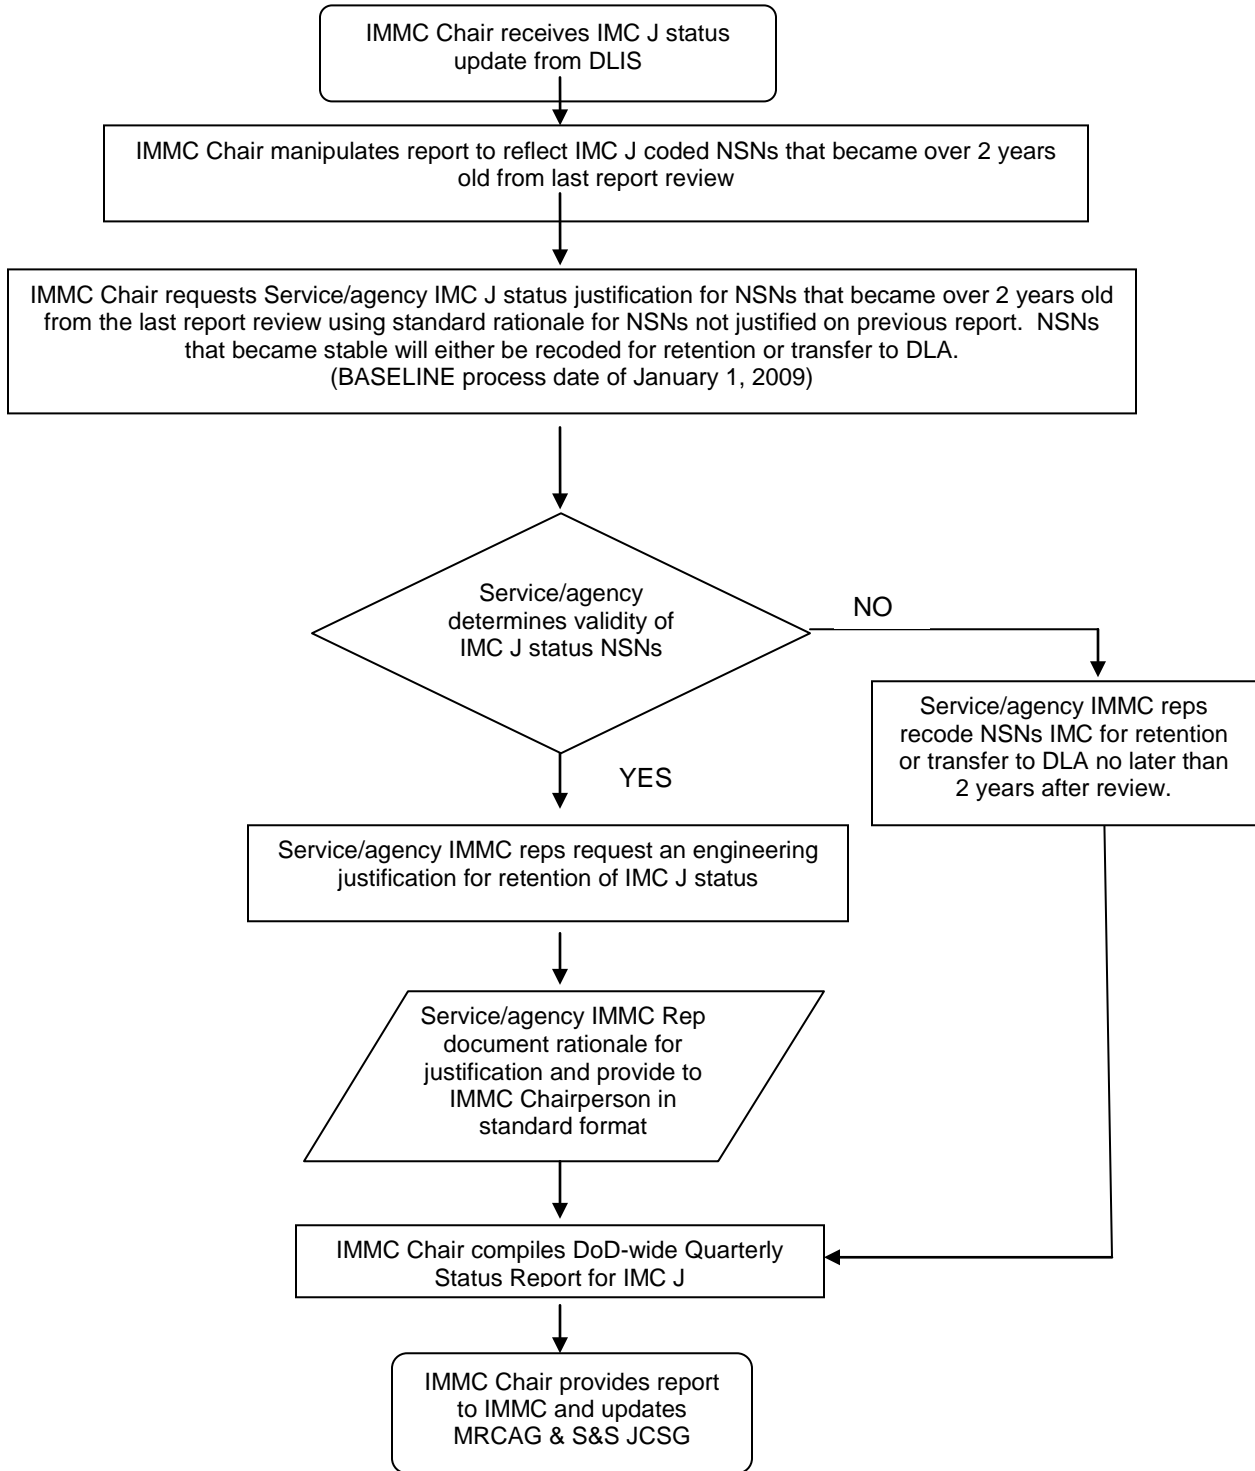 IMMC Chair receives IMC J status
update from DLIS
IMMC Chair manipulates report to reflect IMC J coded NSNs that became over 2 years
old from last report review
IMMC Chair requests Service/agency IMC J status justification for NSNs that became over 2 years old
from the last report review using standard rationale for NSNs not justified on previous report.  NSNs
that became stable will either be recoded for retention or transfer to DLA.
(BASELINE process date of January 1, 2009)
Service/agency
determines validity of
IMC J status NSNs
NO
Service/agency IMMC reps
recode NSNs IMC for retention
or transfer to DLA no later than
2 years after review.
YES
Service/agency IMMC reps request an engineering
justification for retention of IMC J status
Service/agency IMMC Rep
document rationale for
justification and provide to
IMMC Chairperson in
standard format
IMMC Chair compiles DoD-wide Quarterly
Status Report for IMC J
IMMC Chair provides report
to IMMC and updates
MRCAG & S&S JCSG